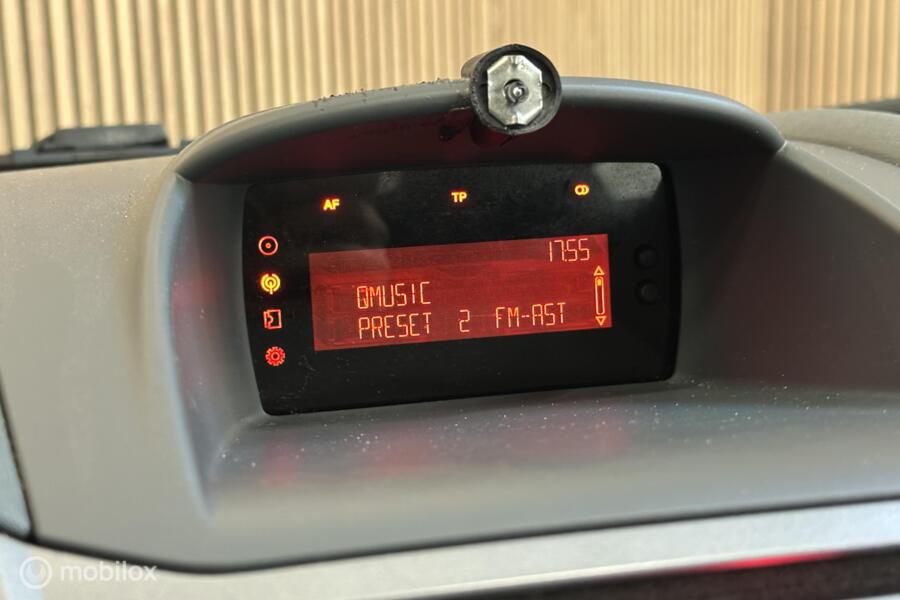 AF TP
17:55
QMUSIC
PRESET 2 FM-AST
mobilox